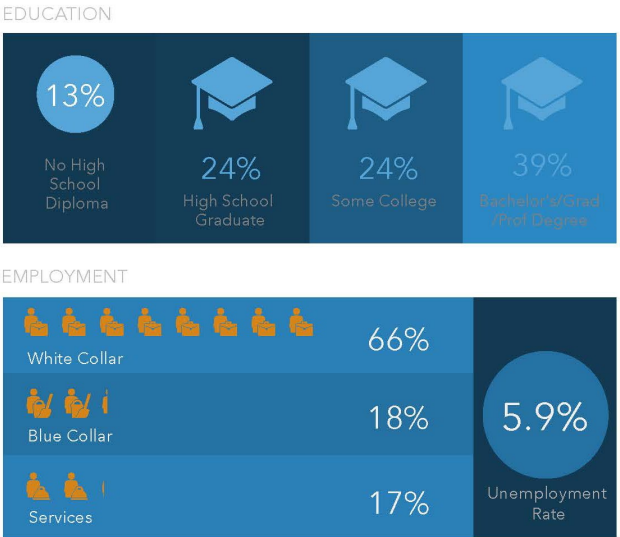 EDUCATION
13%
No High
School
Diploma
24%
High School
Graduate
24%
Some College
39%
Bachelor's/Grad
/Prof Degree
EMPLOYMENT
White Collar
66%
Blue Collar
18%
Services
17%
5.9%
Unemployment
Rate